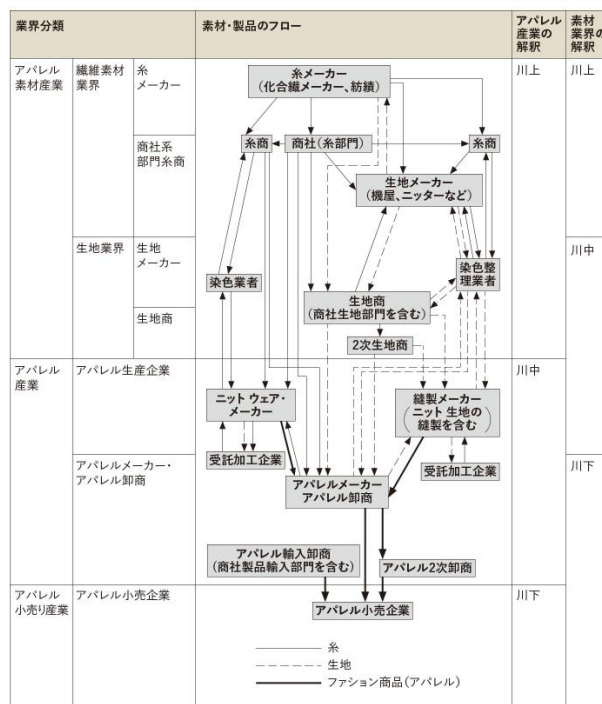 業界分類
素材・製品のフロー
アパレル
産業の
解釈
素材
業界の
解釈
アパレル
素材産業
繊維素材
業界
糸
メーカー
糸メーカー
(化合繊メーカー、紡績)
川上
川上
商社系
部門糸商
糸商
商社(糸部門)
糸商
生地メーカー
(機屋、ニッターなど)
生地業界
生地
メーカー
染色業者
染色整
理業者
川中
生地商
生地商
(商社生地部門を含む)
2次生地商
アパレル
産業
アパレル生産企業
ニット ウェア・
メーカー
縫製メーカー
(ニット 生地の
縫製を含む)
川中
受託加工企業
受託加工企業
アパレルメーカー・
アパレル卸商
アパレルメーカー
アパレル卸商
川下
アパレル輸入卸商
(商社製品輸入部門を含む)
アパレル2次卸商
アパレル
小売り産業
アパレル小売企業
アパレル小売企業
川下
糸
生地
ファション商品(アパレル)